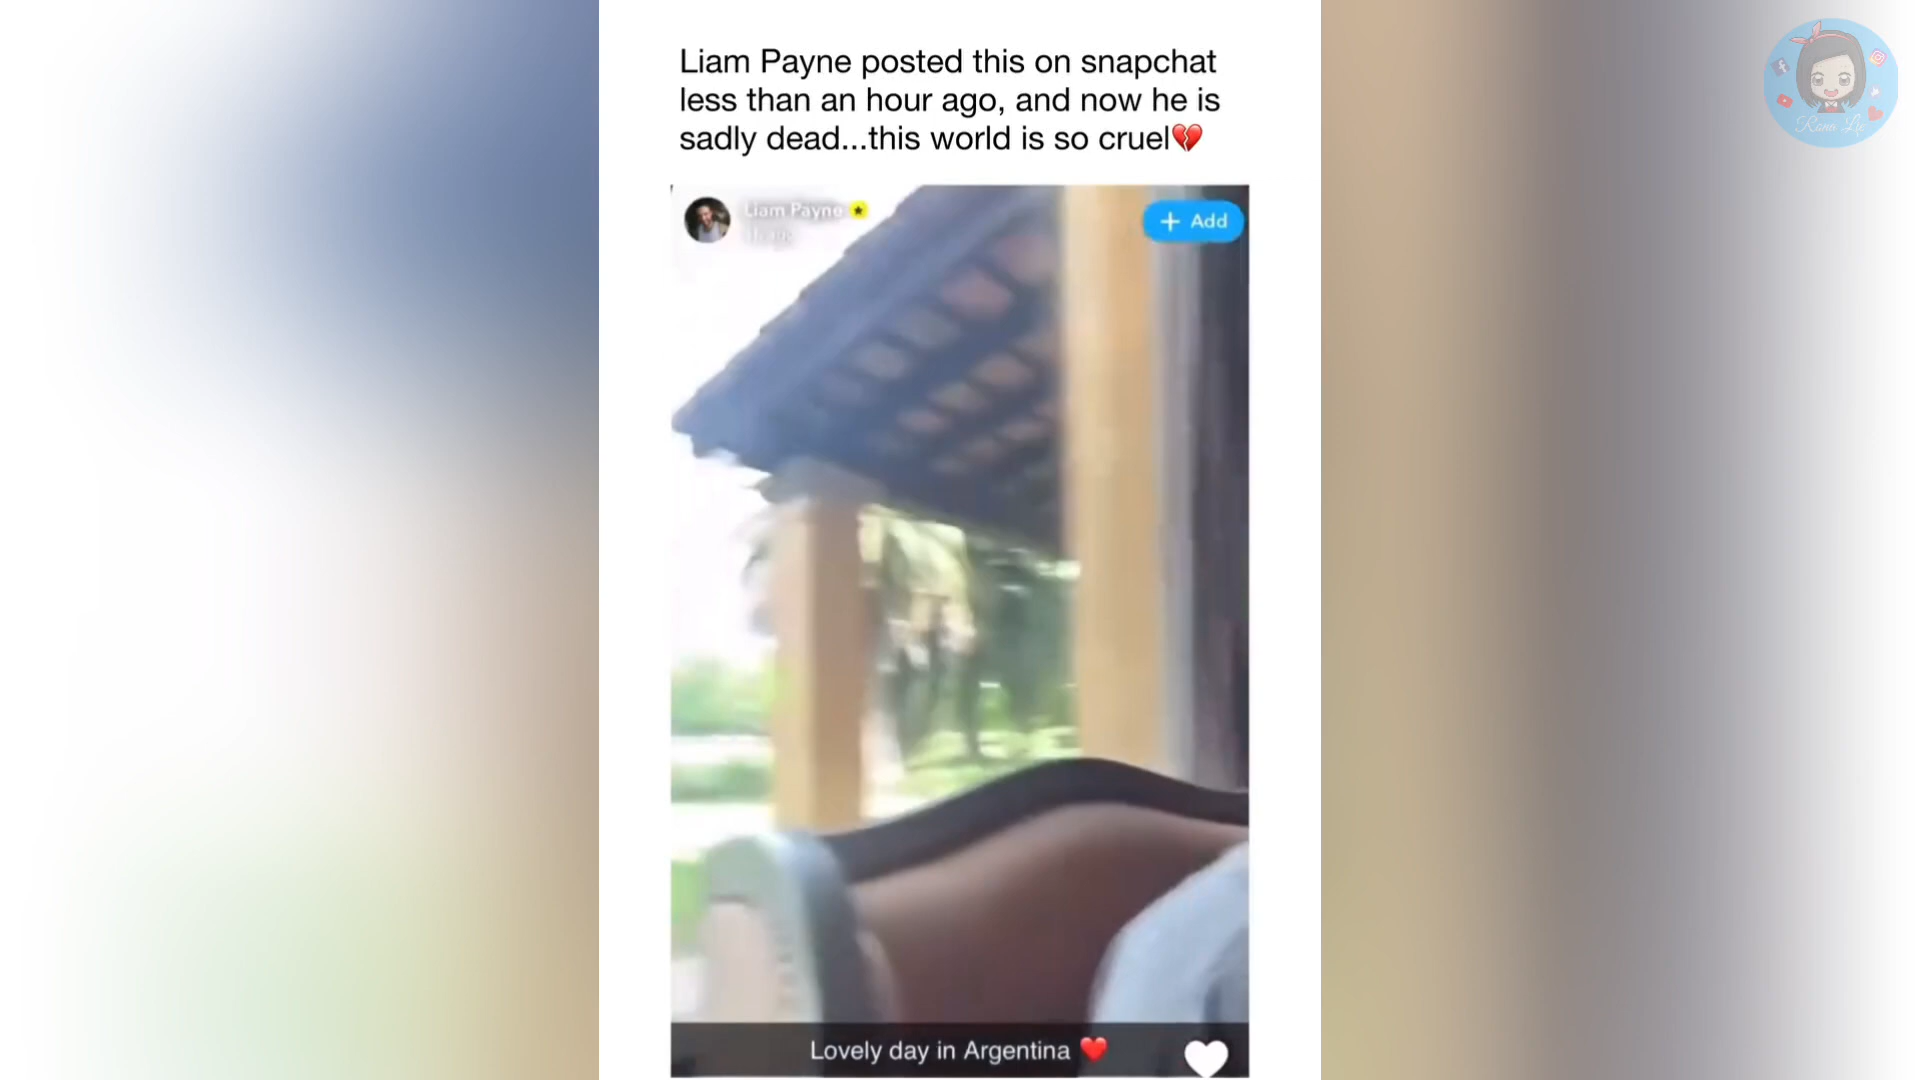 Liam Payne posted this on snapchat
less than an hour ago, and now he is
sadly dead...this world is so cruel💔
Liam Payne
+ Add
Lovely day in Argentina ❤️